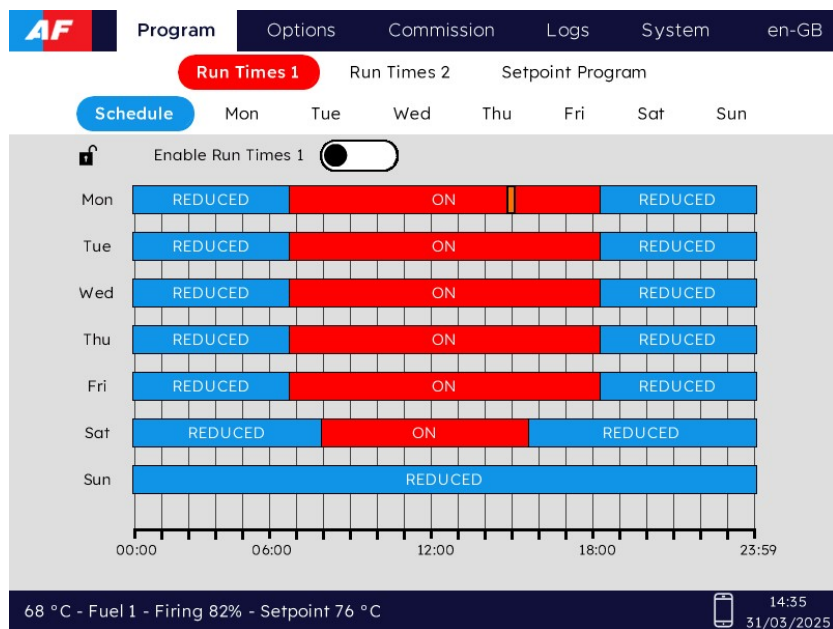 AF Program Options Commission Logs System en-GB
Run Times 1 Run Times 2 Setpoint Program
Schedule Mon Tue Wed Thu Fri Sat Sun
Enable Run Times 1
Mon REDUCED ON REDUCED
Tue REDUCED ON REDUCED
Wed REDUCED ON REDUCED
Thu REDUCED ON REDUCED
Fri REDUCED ON REDUCED
Sat REDUCED ON REDUCED
Sun REDUCED
00:00 06:00 12:00 18:00 23:59
68 °C - Fuel 1 - Firing 82% - Setpoint 76 °C
14:35
31/03/2025